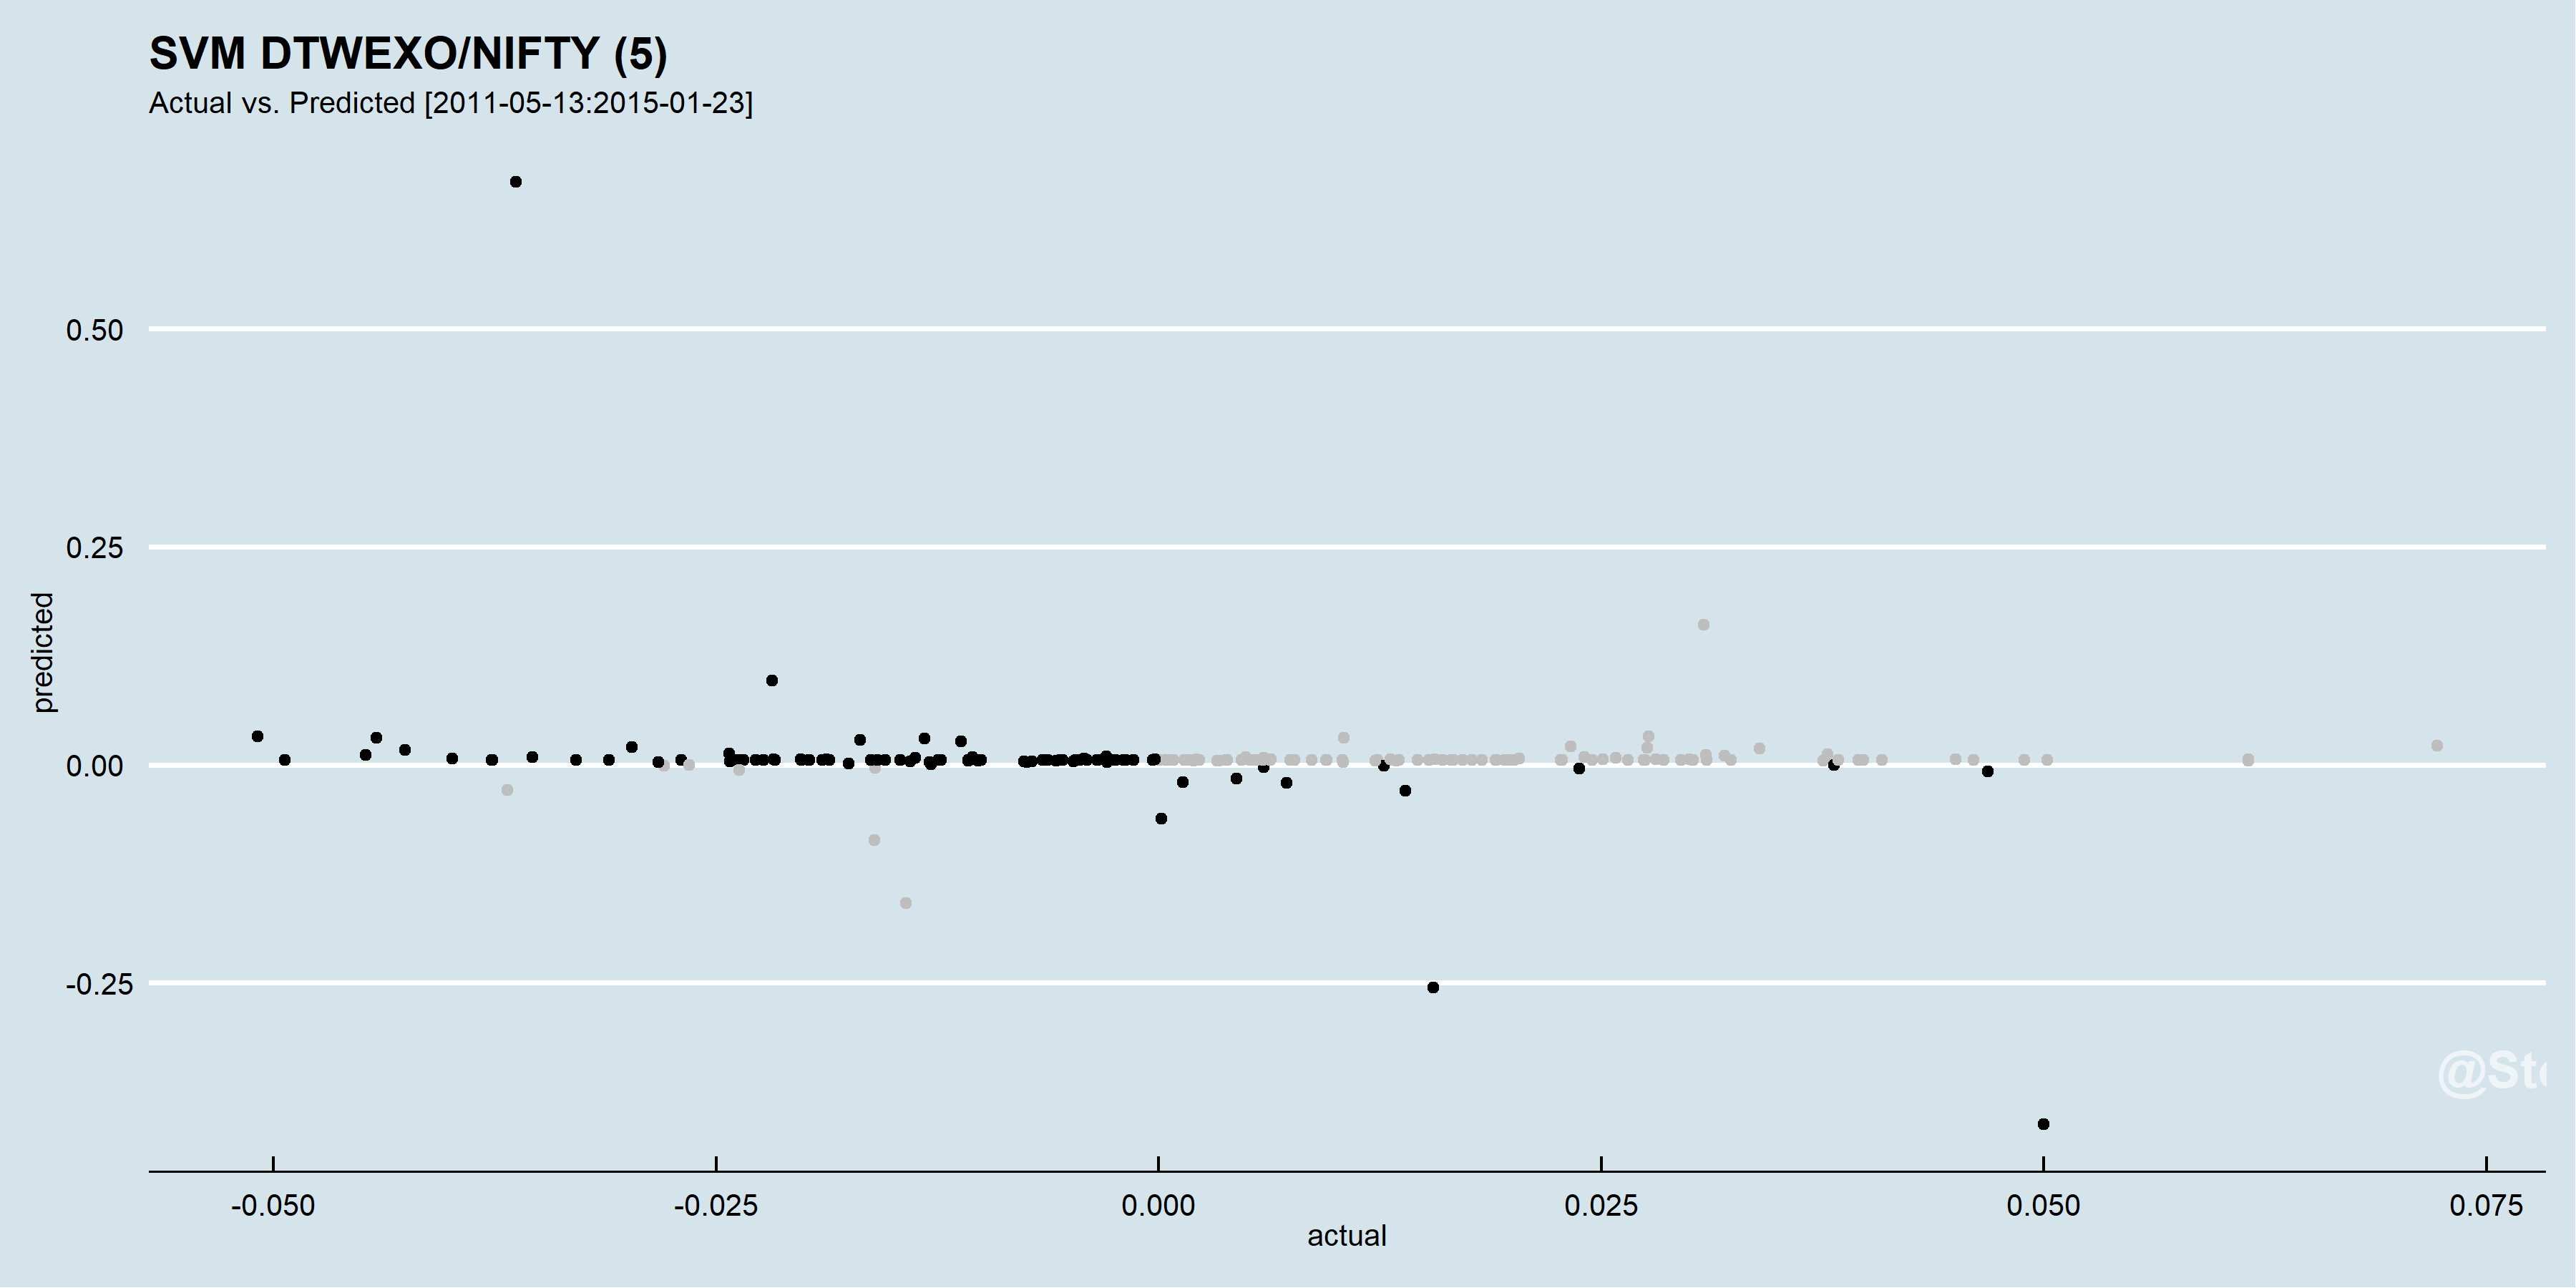 SVM DTWEXO/NIFTY (5)
Actual vs. Predicted [2011-05-13:2015-01-23]
0.50
0.25
0.00
-0.25
predicted
-0.050 -0.025 0.000 0.025 0.050 0.075
actual